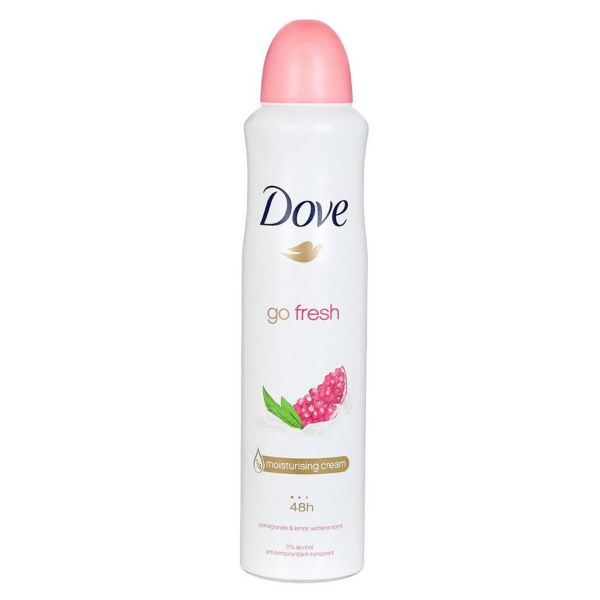 Dove
go fresh
moisturising cream
48h
pomegranate & lemon verbena scent
0% alcohol
anti-perspirant/anti-transpirant